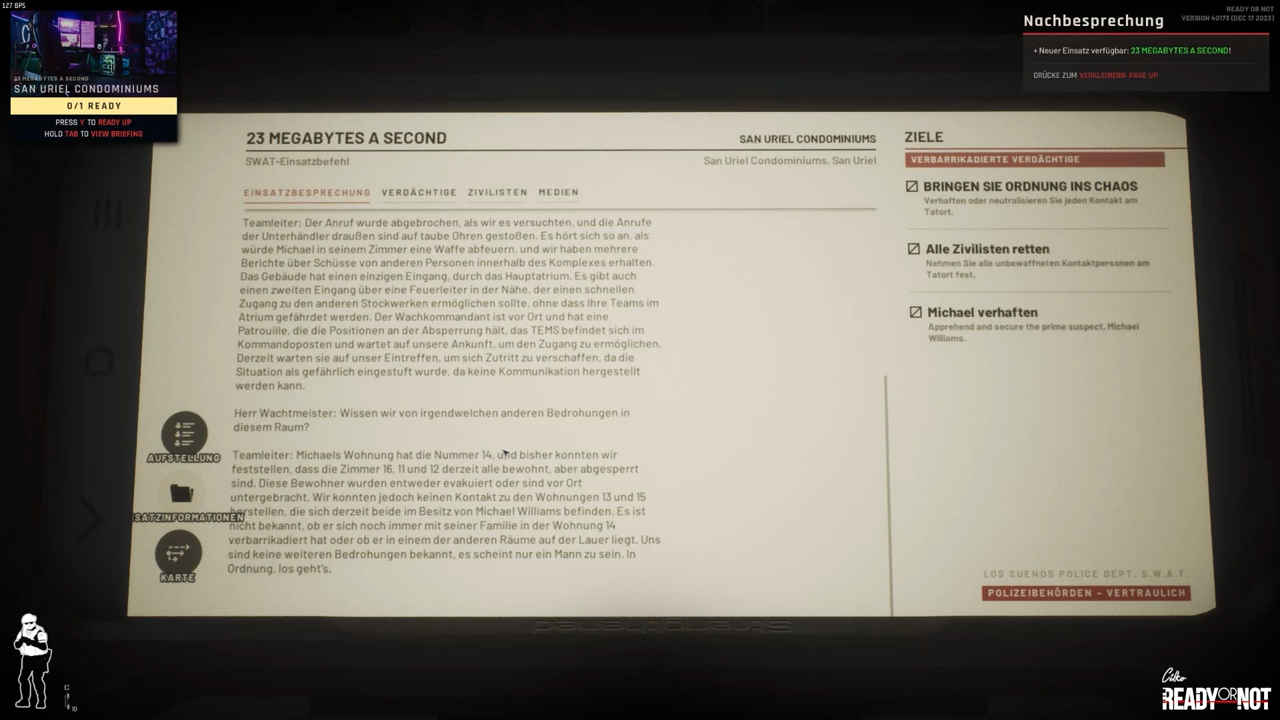 127 GPS
23 MEGABYTES A SECOND
SAN URIEL CONDOMINIUMS
0/1 READY
PRESS Y TO READY UP
HOLD TAB TO VIEW BRIEFING
READY OR NOT
VERSION 40173 (DEC 17 2023)
Nachbesprechung
+ Neuer Einsatz verfügbar: 23 MEGABYTES A SECOND!
DRÜCKE ZUM VERKLEINERN PAGE UP
23 MEGABYTES A SECOND
SAN URIEL CONDOMINIUMS
SWAT-Einsatzbefehl
San Uriel Condominiums, San Uriel
EINSATZBESPRECHUNG VERDÄCHTIGE ZIVILISTEN MEDIEN
Teamleiter: Der Anruf wurde abgebrochen, als wir es versuchten, und die Anrufe
der Unterhändler draußen sind auf taube Ohren gestoßen. Es hört sich so an, als
würde Michael in seinem Zimmer eine Waffe abfeuern, und wir haben mehrere
Berichte über Schüsse von anderen Personen innerhalb des Komplexes erhalten.
Das Gebäude hat einen einzigen Eingang, durch das Hauptatrium. Es gibt auch
einen zweiten Eingang über eine Feuerleiter in der Nähe, der einen schnellen
Zugang zu den anderen Stockwerken ermöglichen sollte, ohne dass Ihre Teams im
Atrium gefährdet werden. Der Wachkommandant ist vor Ort und hat eine
Patrouille, die die Positionen an der Absperrung hält, das TEMS befindet sich im
Kommandoposten und wartet auf unsere Ankunft, um den Zugang zu ermöglichen.
Derzeit warten sie auf unser Eintreffen, um sich Zutritt zu verschaffen, da die
Situation als gefährlich eingestuft wurde, da keine Kommunikation hergestellt
werden kann.
Herr Wachtmeister: Wissen wir von irgendwelchen anderen Bedrohungen in
diesem Raum?
Teamleiter: Michaels Wohnung hat die Nummer 14, und bisher konnten wir
feststellen, dass die Zimmer 16, 11 und 12 derzeit alle bewohnt, aber abgesperrt
sind. Diese Bewohner wurden entweder evakuiert oder sind vor Ort
untergebracht. Wir konnten jedoch keinen Kontakt zu den Wohnungen 13 und 15
herstellen, die sich derzeit beide im Besitz von Michael Williams befinden. Es ist
nicht bekannt, ob er sich noch immer mit seiner Familie in der Wohnung 14
verbarrikadiert hat oder ob er in einem der anderen Räume auf der Lauer liegt. Uns
sind keine weiteren Bedrohungen bekannt, es scheint nur ein Mann zu sein. In
Ordnung, los geht's.
AUFSTELLUNG
SATZINFORMATIONEN
KARTE
ZIELE
VERBARRIKADIERTE VERDÄCHTIGE
BRINGEN SIE ORDNUNG INS CHAOS
Verhaften oder neutralisieren Sie jeden Kontakt am
Tatort.
Alle Zivilisten retten
Nehmen Sie alle unbewaffneten Kontaktpersonen am
Tatort fest.
Michael verhaften
Apprehend and secure the prime suspect, Michael
Williams.
LOS SUENOS POLICE DEPT. S.W.A.T.
POLIZEIBEHÖRDEN - VERTRAULICH
10
Cilko
READY OR NOT